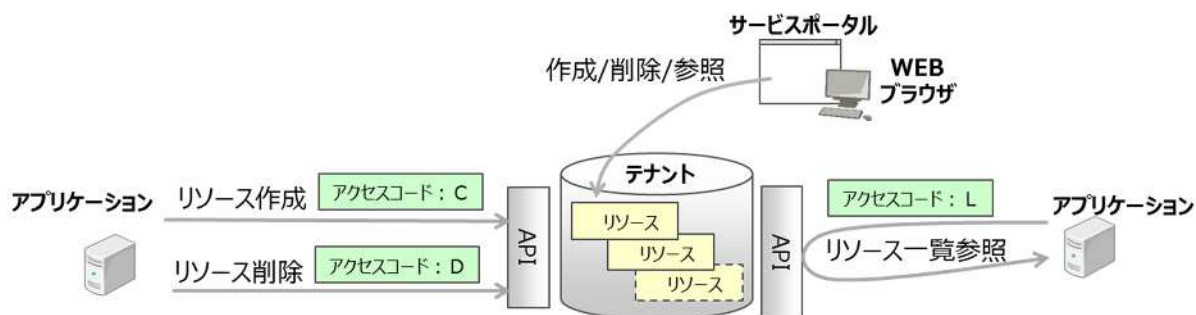 サービスポータル
作成/削除/参照
WEB
ブラウザ
テナント
アプリケーション
リソース作成
アクセスコード：C
リソース削除
アクセスコード：D
API
リソース
リソース
リソース
API
アクセスコード：L
リソース一覧参照
アプリケーション